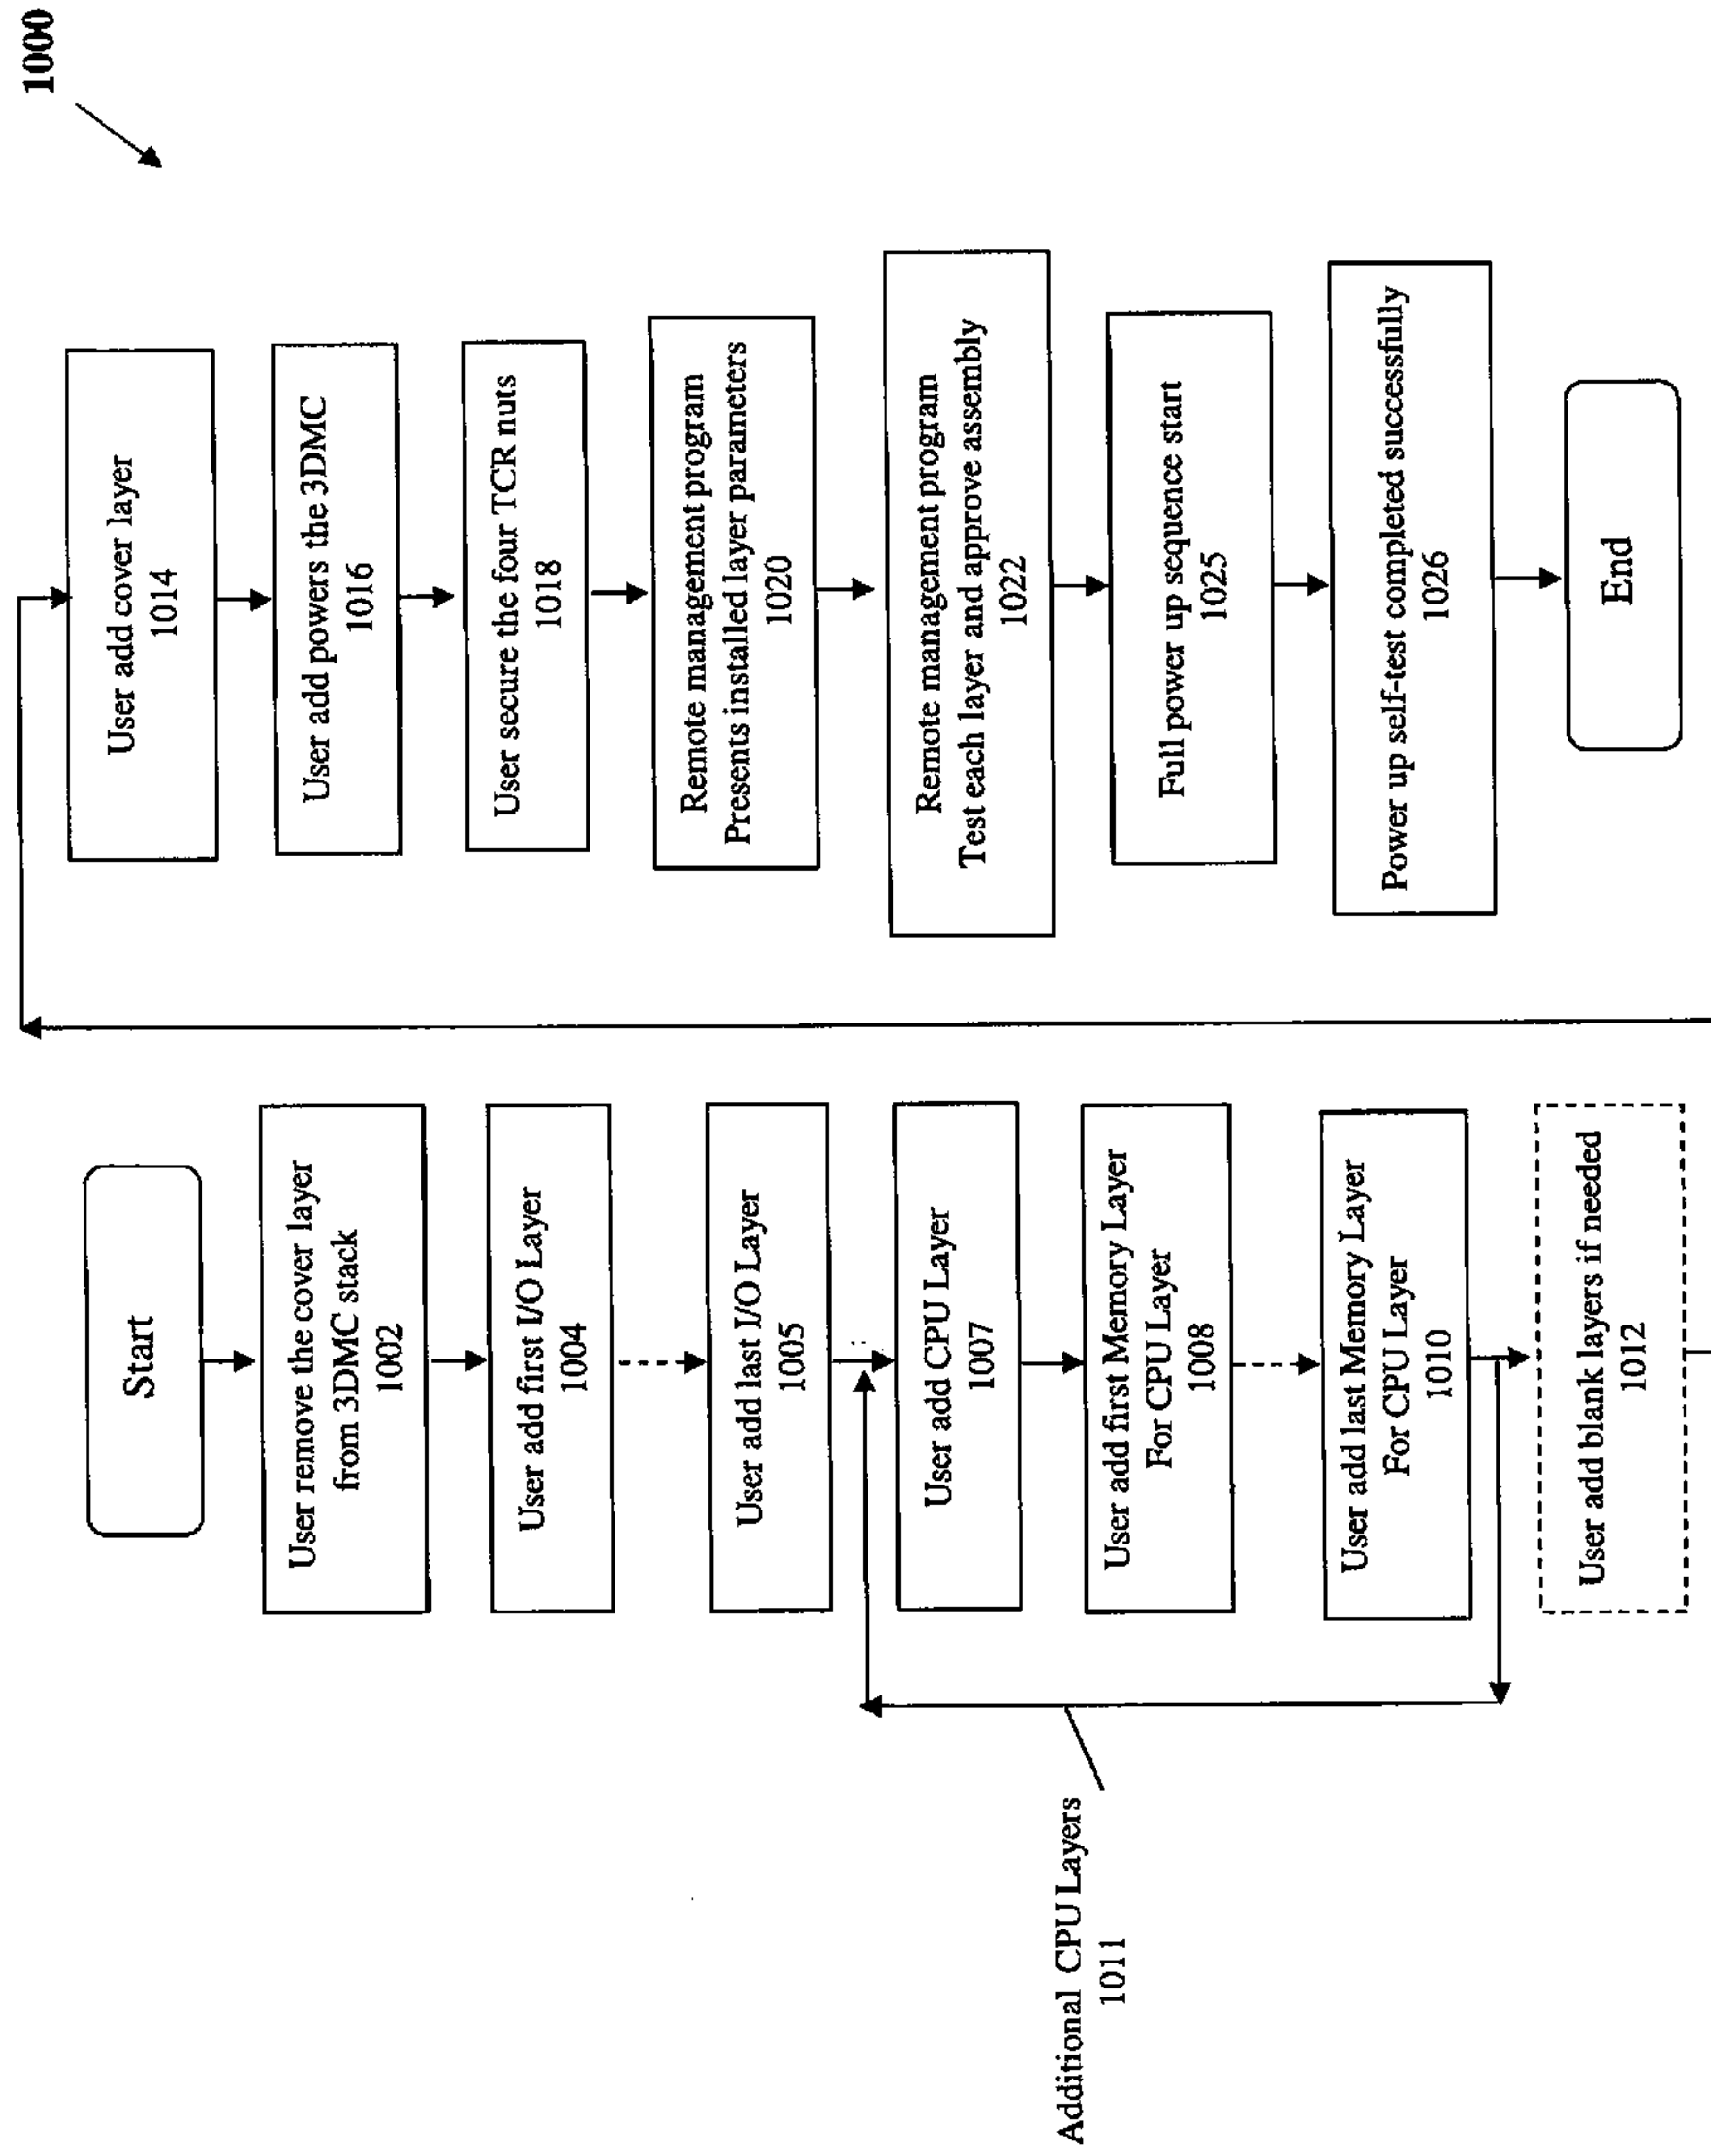 1000
Start
User remove the cover layer
from 3DMC stack
1002
User add first I/O Layer
1004
User add last I/O Layer
1005
User add CPU Layer
1007
User add first Memory Layer
For CPU Layer
1008
User add last Memory Layer
For CPU Layer
1010
Additional CPU Layers
1011
User add blank layers if needed
1012
User add cover layer
1014
User add powers the 3DMC
1016
User secure the four TCR nuts
1018
Remote management program
Presents installed layer parameters
1020
Remote management program
Test each layer and approve assembly
1022
Full power up sequence start
1025
Power up self-test completed successfully
1026
End